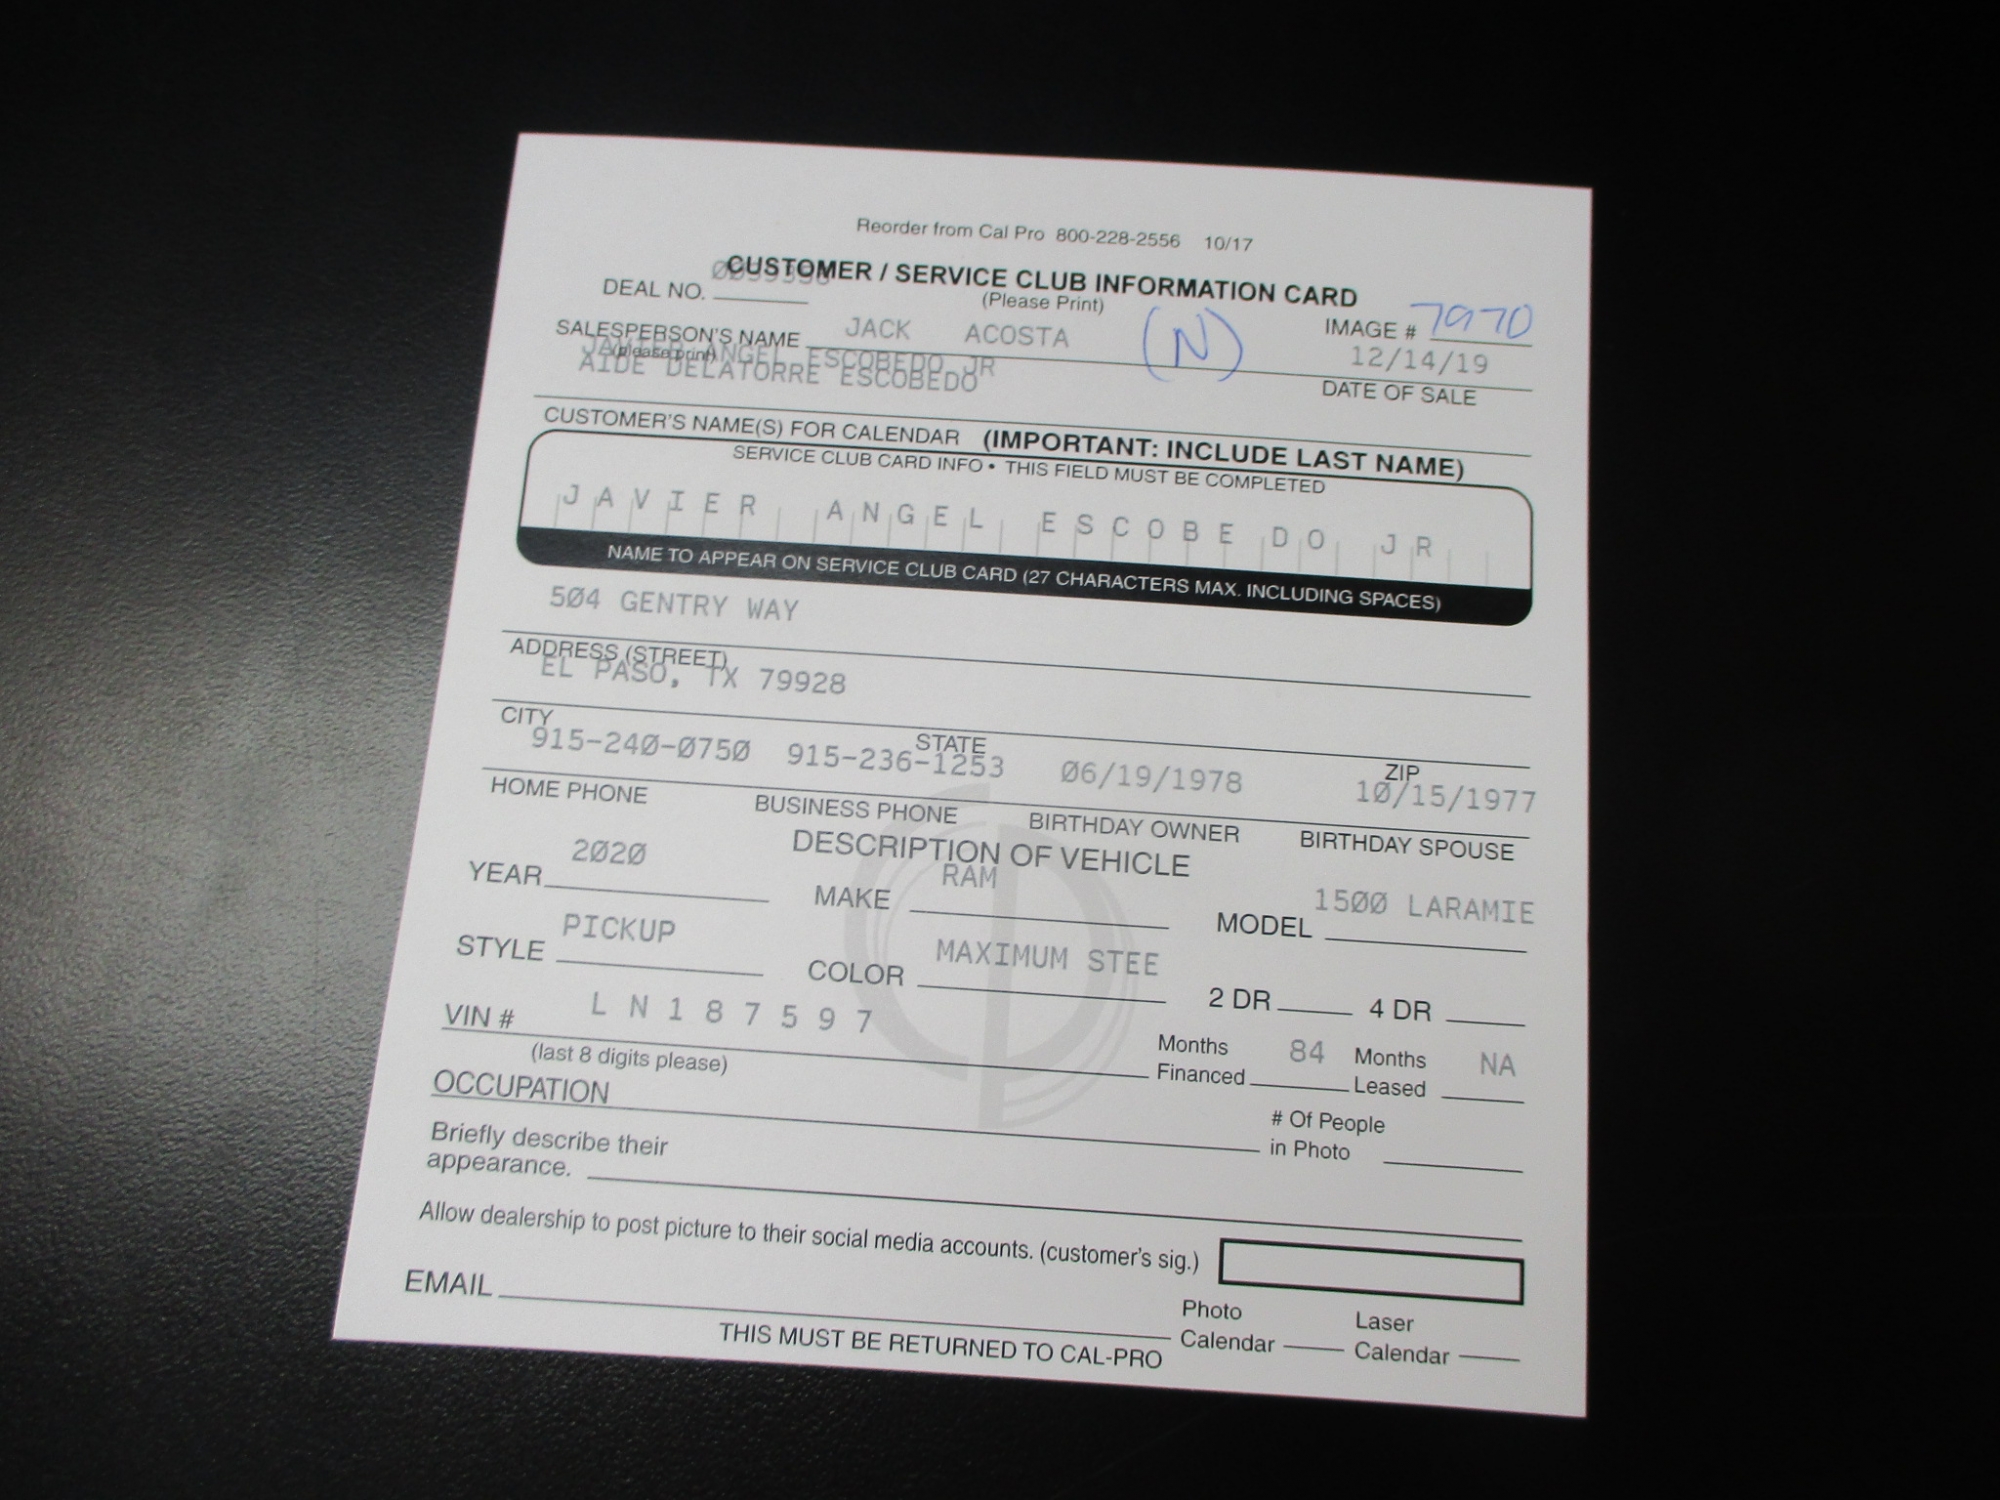 Reorder from Cal Pro 800-228-2556 10/17
CUSTOMER / SERVICE CLUB INFORMATION CARD
(Please Print)
DEAL NO.
IMAGE # 7970
SALESPERSON'S NAME JACK ACOSTA (N) 12/14/19
(please print) DATE OF SALE
JAVIER ANGEL ESCOBEDO JR
AIDE DELATORRE ESCOBEDO
CUSTOMER'S NAME(S) FOR CALENDAR (IMPORTANT: INCLUDE LAST NAME)
SERVICE CLUB CARD INFO • THIS FIELD MUST BE COMPLETED
JAVIER ANGEL ESCOBEDO JR
NAME TO APPEAR ON SERVICE CLUB CARD (27 CHARACTERS MAX. INCLUDING SPACES)
504 GENTRY WAY
ADDRESS (STREET)
EL PASO, TX 79928
CITY STATE ZIP
915-240-0750 915-236-1253 06/19/1978 10/15/1977
HOME PHONE BUSINESS PHONE BIRTHDAY OWNER BIRTHDAY SPOUSE
DESCRIPTION OF VEHICLE
YEAR 2020 MAKE RAM MODEL 1500 LARAMIE
STYLE PICKUP COLOR MAXIMUM STEE 2 DR 4 DR
VIN # L N 1 8 7 5 9 7
(last 8 digits please)
Months Financed 84 Months Leased NA
OCCUPATION
# Of People in Photo
Briefly describe their
appearance.
Allow dealership to post picture to their social media accounts. (customer's sig.)
EMAIL
Photo Calendar Laser Calendar
THIS MUST BE RETURNED TO CAL-PRO